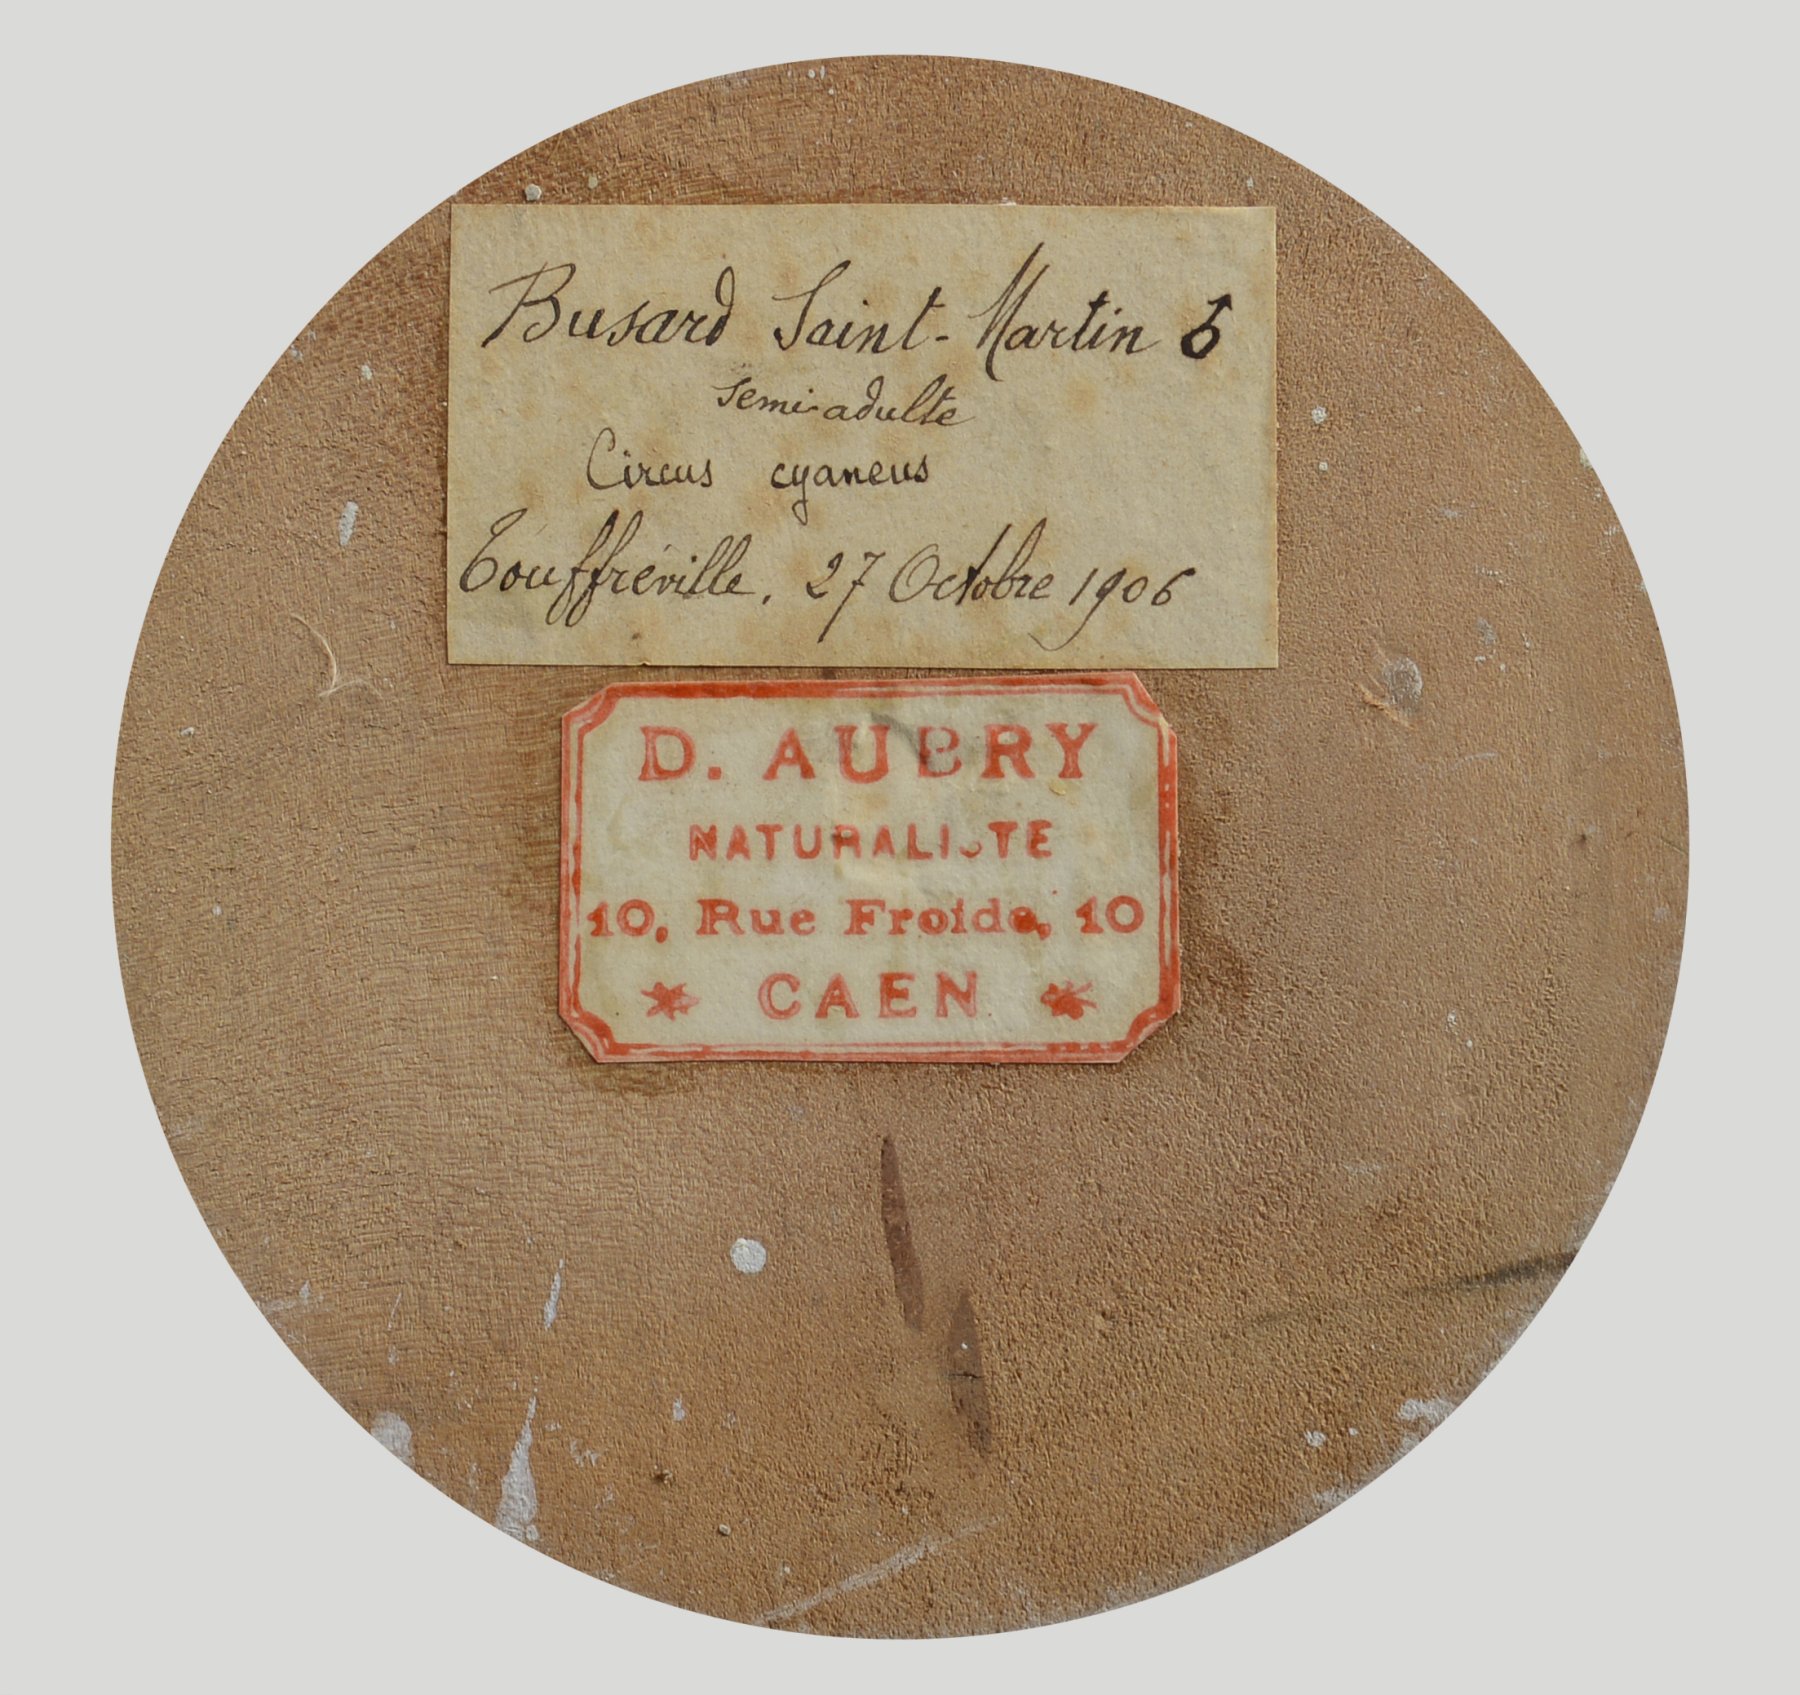 Busard Saint-Martin ♂
semi-adulte
Circus cyaneus
Touffréville, 27 Octobre 1906
D. AUBRY
NATURALISTE
10, Rue Froide, 10
* CAEN *